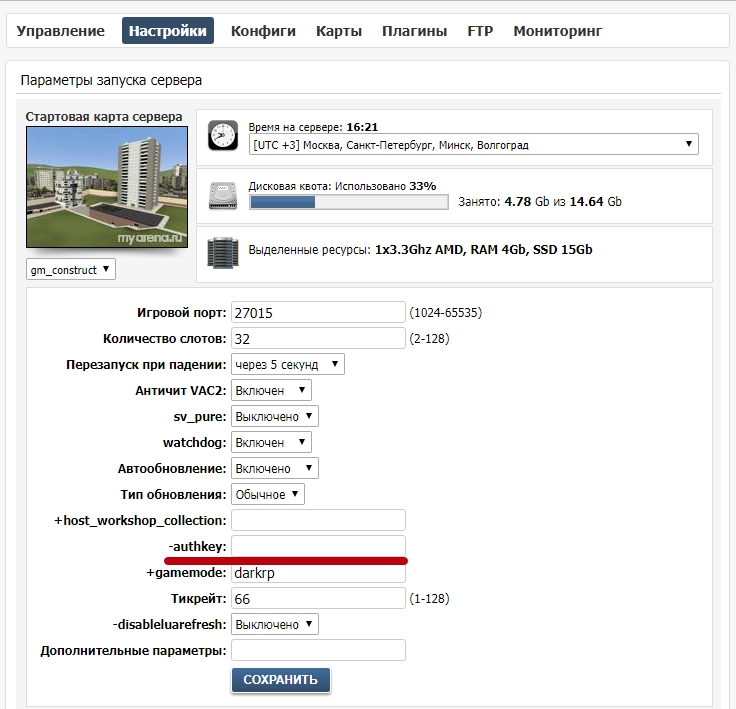 Управление Настройки Конфиги Карты Плагины FTP Мониторинг
Параметры запуска сервера
Стартовая карта сервера
myarena.ru
gm_construct
Время на сервере: 16:21
[UTC +3] Москва, Санкт-Петербург, Минск, Волгоград
Дисковая квота: Использовано 33%
Занято: 4.78 Gb из 14.64 Gb
Выделенные ресурсы: 1x3.3Ghz AMD, RAM 4Gb, SSD 15Gb
Игровой порт: 27015 (1024-65535)
Количество слотов: 32 (2-128)
Перезапуск при падении: через 5 секунд
Античит VAC2: Включен
sv_pure: Выключено
watchdog: Включен
Автообновление: Включено
Тип обновления: Обычное
+host_workshop_collection:
-authkey:
+gamemode: darkrp
Тикрейт: 66 (1-128)
-disableluarefresh: Выключено
Дополнительные параметры:
СОХРАНИТЬ